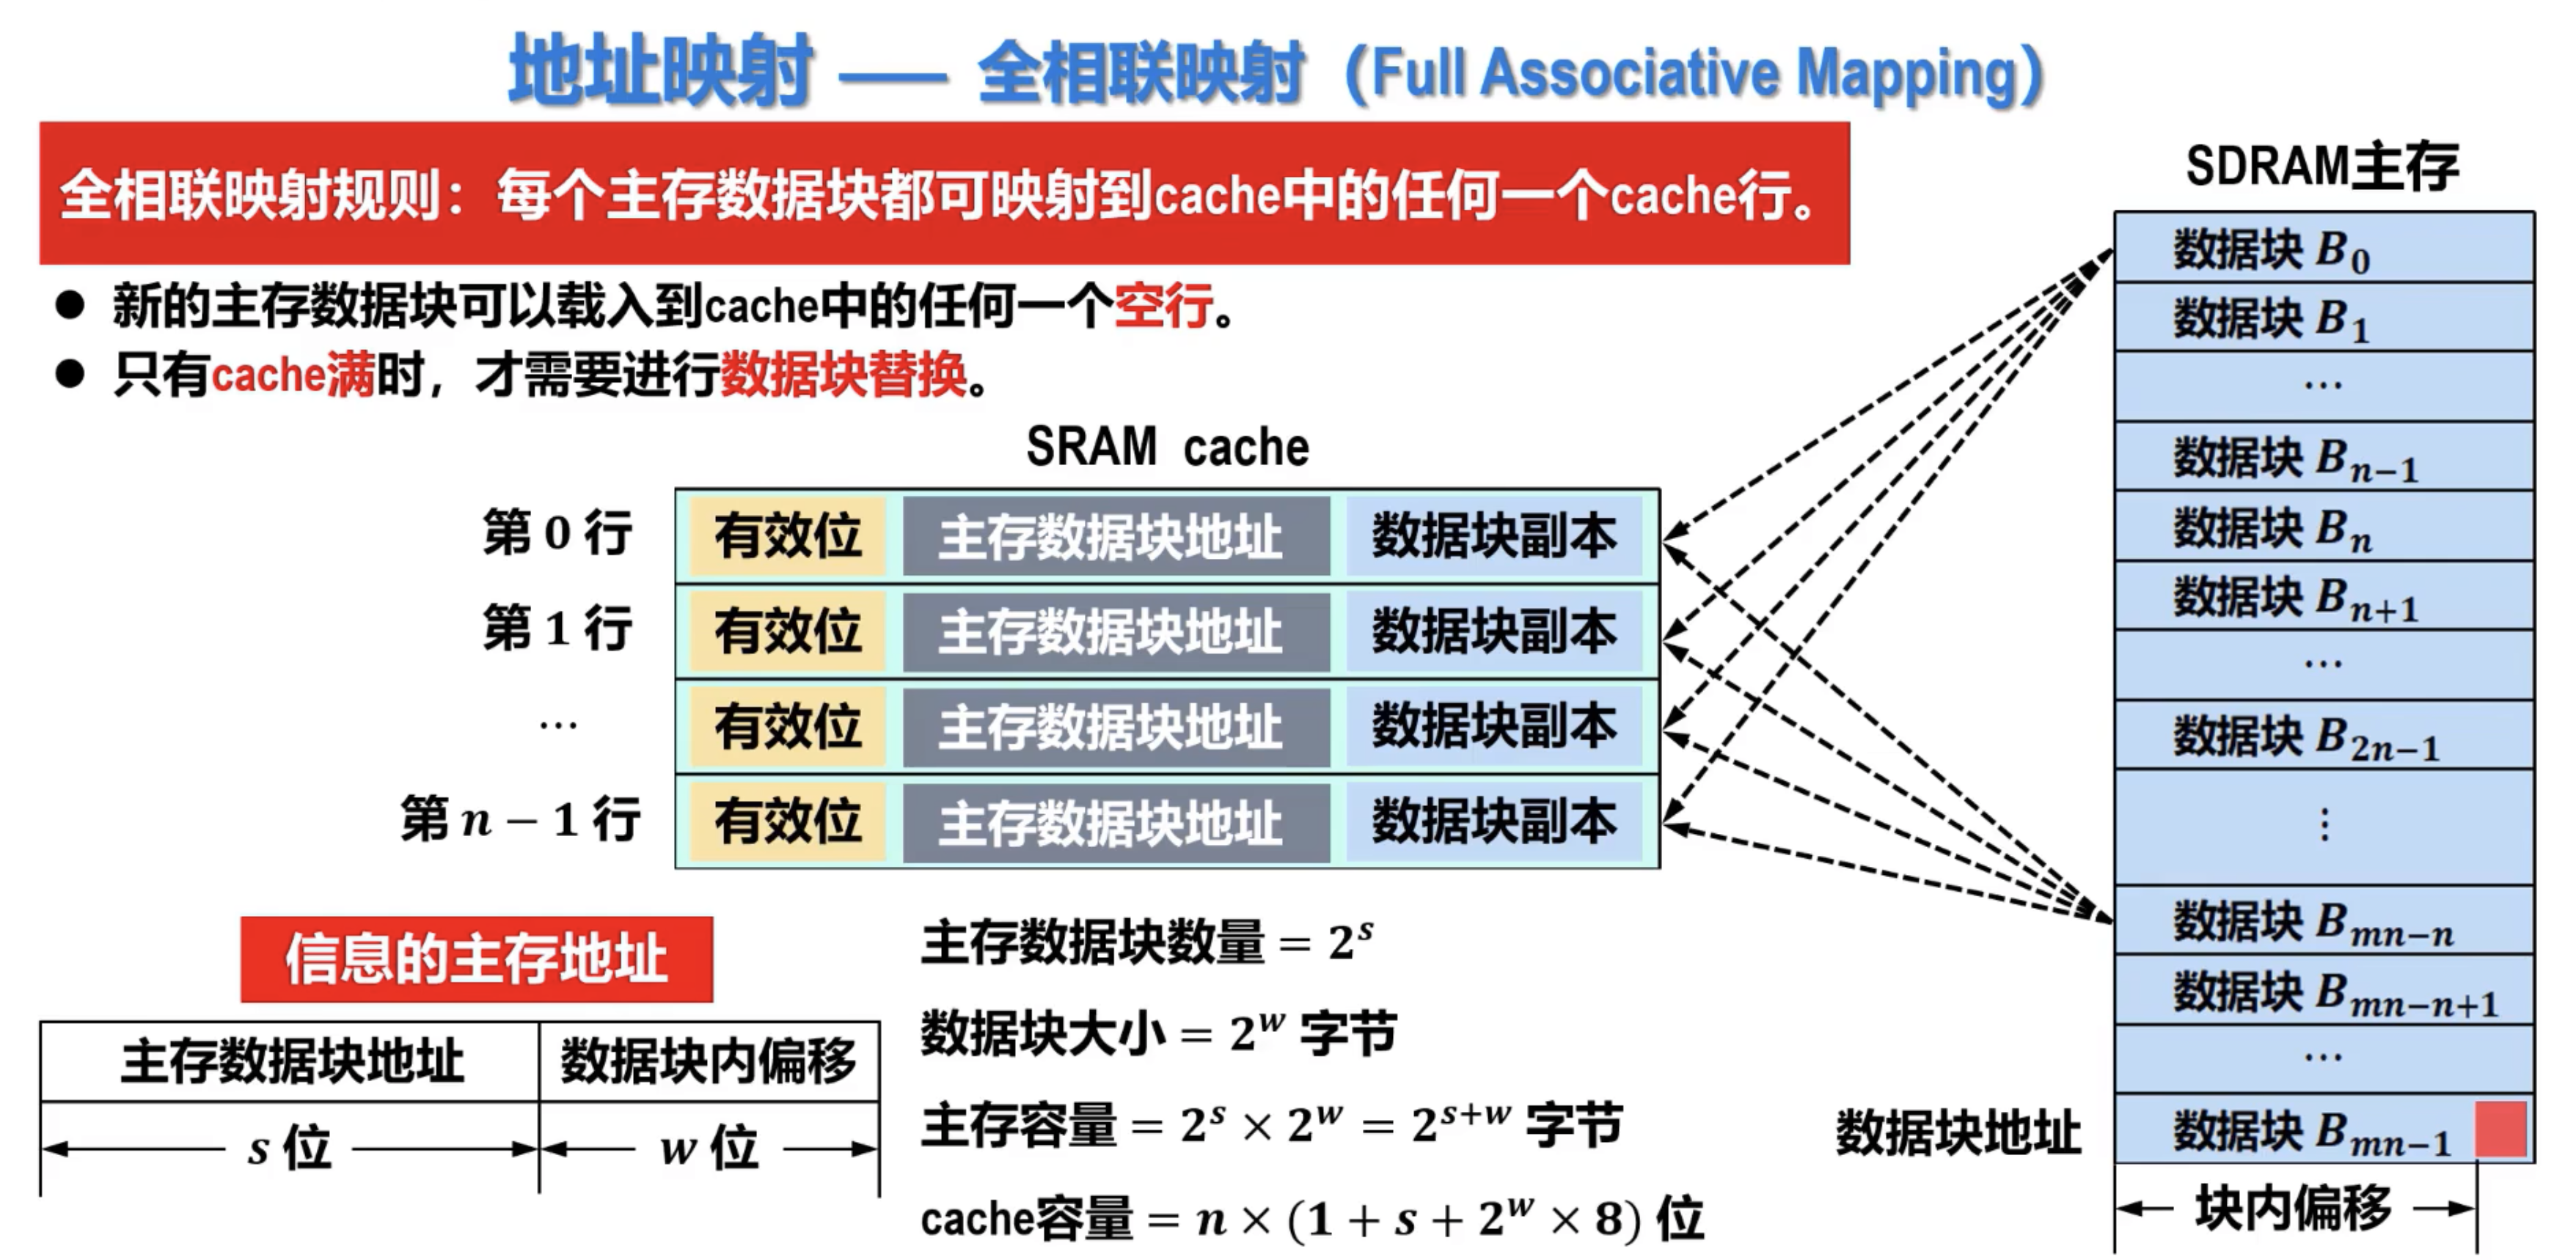 地址映射 —— 全相联映射（Full Associative Mapping）
全相联映射规则：每个主存数据块都可映射到cache中的任何一个cache行。
● 新的主存数据块可以载入到cache中的任何一个空行。
● 只有cache满时，才需要进行数据块替换。
SRAM cache
第 0 行 有效位 主存数据块地址 数据块副本
第 1 行 有效位 主存数据块地址 数据块副本
… 有效位 主存数据块地址 数据块副本
第 n − 1 行 有效位 主存数据块地址 数据块副本
信息的主存地址
主存数据块地址 数据块内偏移
s 位 w 位
主存数据块数量 = 2^s
数据块大小 = 2^w 字节
主存容量 = 2^s × 2^w = 2^{s+w} 字节
cache容量 = n × (1 + s + 2^w × 8) 位
SDRAM主存
数据块 B_0
数据块 B_1
…
数据块 B_{n−1}
数据块 B_n
数据块 B_{n+1}
…
数据块 B_{2n−1}
⋮
数据块 B_{mn−n}
数据块 B_{mn−n+1}
…
数据块地址 数据块 B_{mn−1}
块内偏移